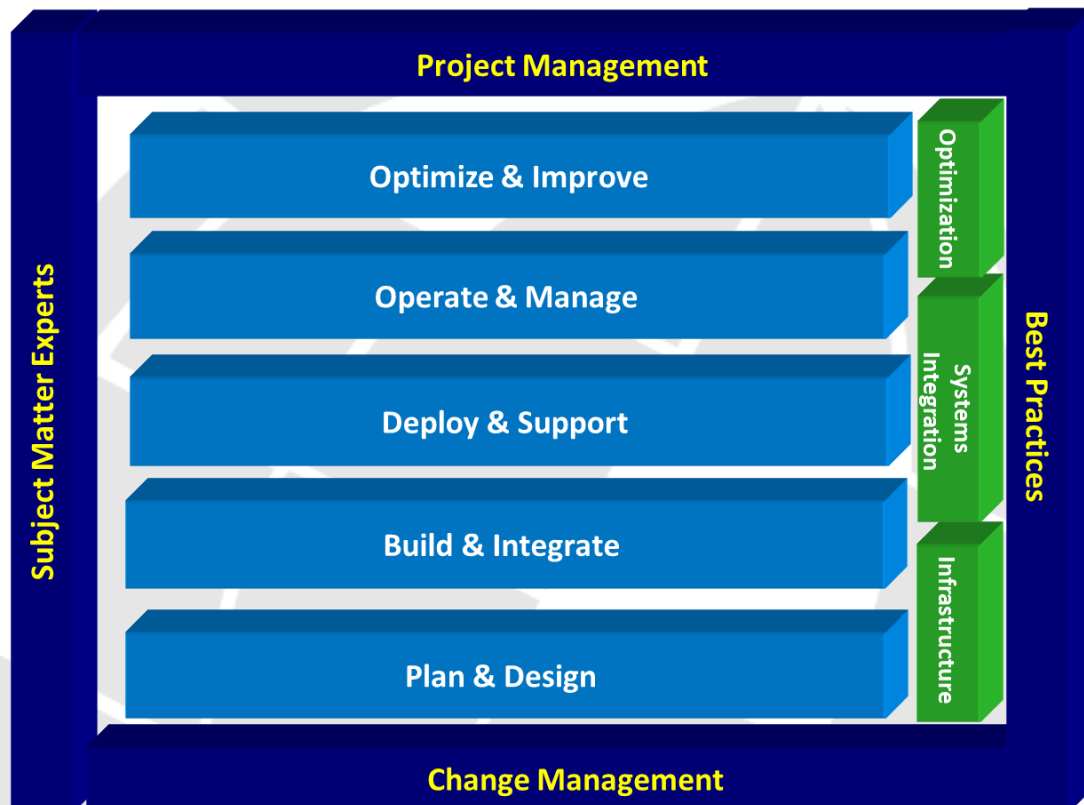 Project Management
Subject Matter Experts
Optimize & Improve
Operate & Manage
Deploy & Support
Build & Integrate
Plan & Design
Optimization
Systems
Integration
Infrastructure
Best Practices
Change Management